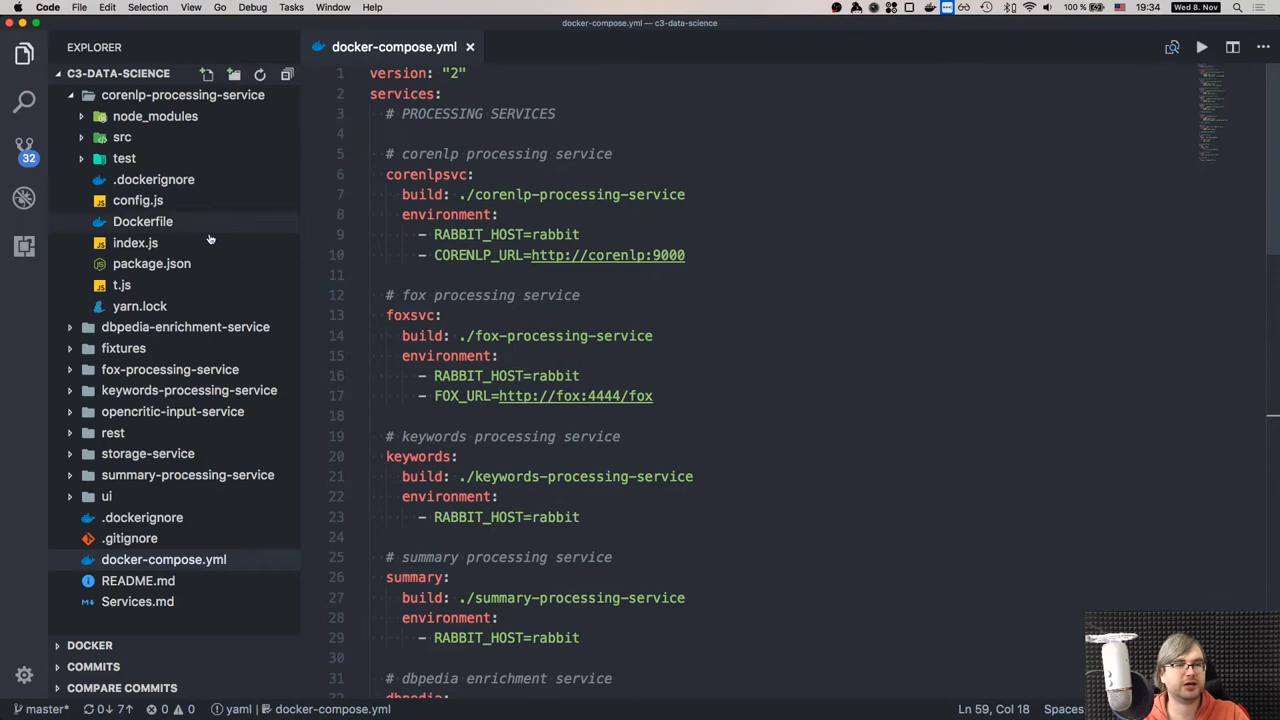 Code File Edit Selection View Go Debug Tasks Window Help 100 % Wed 8. Nov 19:34
docker-compose.yml — c3-data-science
EXPLORER
docker-compose.yml
C3-DATA-SCIENCE
corenlp-processing-service
node_modules
src
test
.dockerignore
config.js
Dockerfile
index.js
package.json
t.js
yarn.lock
dbpedia-enrichment-service
fixtures
fox-processing-service
keywords-processing-service
opencritic-input-service
rest
storage-service
summary-processing-service
ui
.dockerignore
.gitignore
docker-compose.yml
README.md
Services.md
DOCKER
COMMITS
COMPARE COMMITS
32
1 version: "2"
2 services:
3 # PROCESSING SERVICES
4
5 # corenlp processing service
6 corenlpsvc:
7 build: ./corenlp-processing-service
8 environment:
9 - RABBIT_HOST=rabbit
10 - CORENLP_URL=http://corenlp:9000
11
12 # fox processing service
13 foxsvc:
14 build: ./fox-processing-service
15 environment:
16 - RABBIT_HOST=rabbit
17 - FOX_URL=http://fox:4444/fox
18
19 # keywords processing service
20 keywords:
21 build: ./keywords-processing-service
22 environment:
23 - RABBIT_HOST=rabbit
24
25 # summary processing service
26 summary:
27 build: ./summary-processing-service
28 environment:
29 - RABBIT_HOST=rabbit
30
31 # dbpedia enrichment service
32 dbpedia:
master* 0↓ 7↑ 0 0 yaml docker-compose.yml Ln 59, Col 18 Spaces